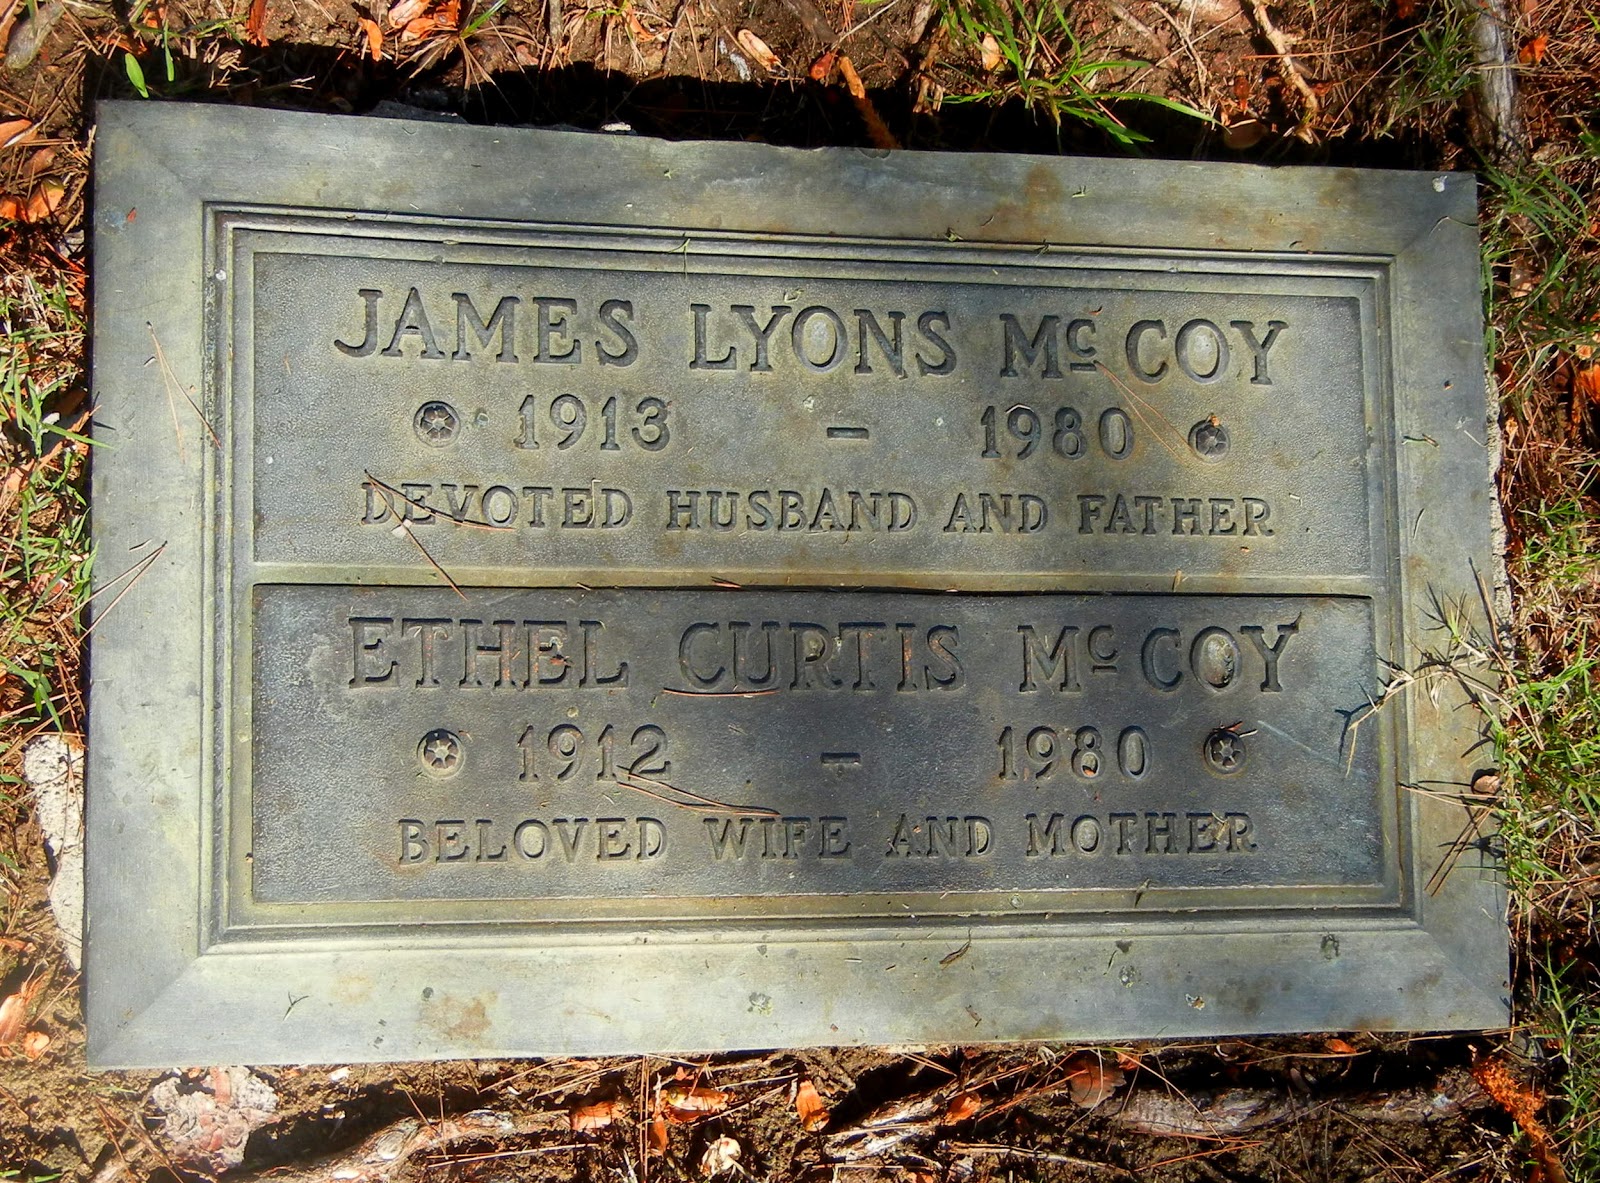 JAMES LYONS McCOY
1913 – 1980
DEVOTED HUSBAND AND FATHER
ETHEL CURTIS McCOY
1912 – 1980
BELOVED WIFE AND MOTHER